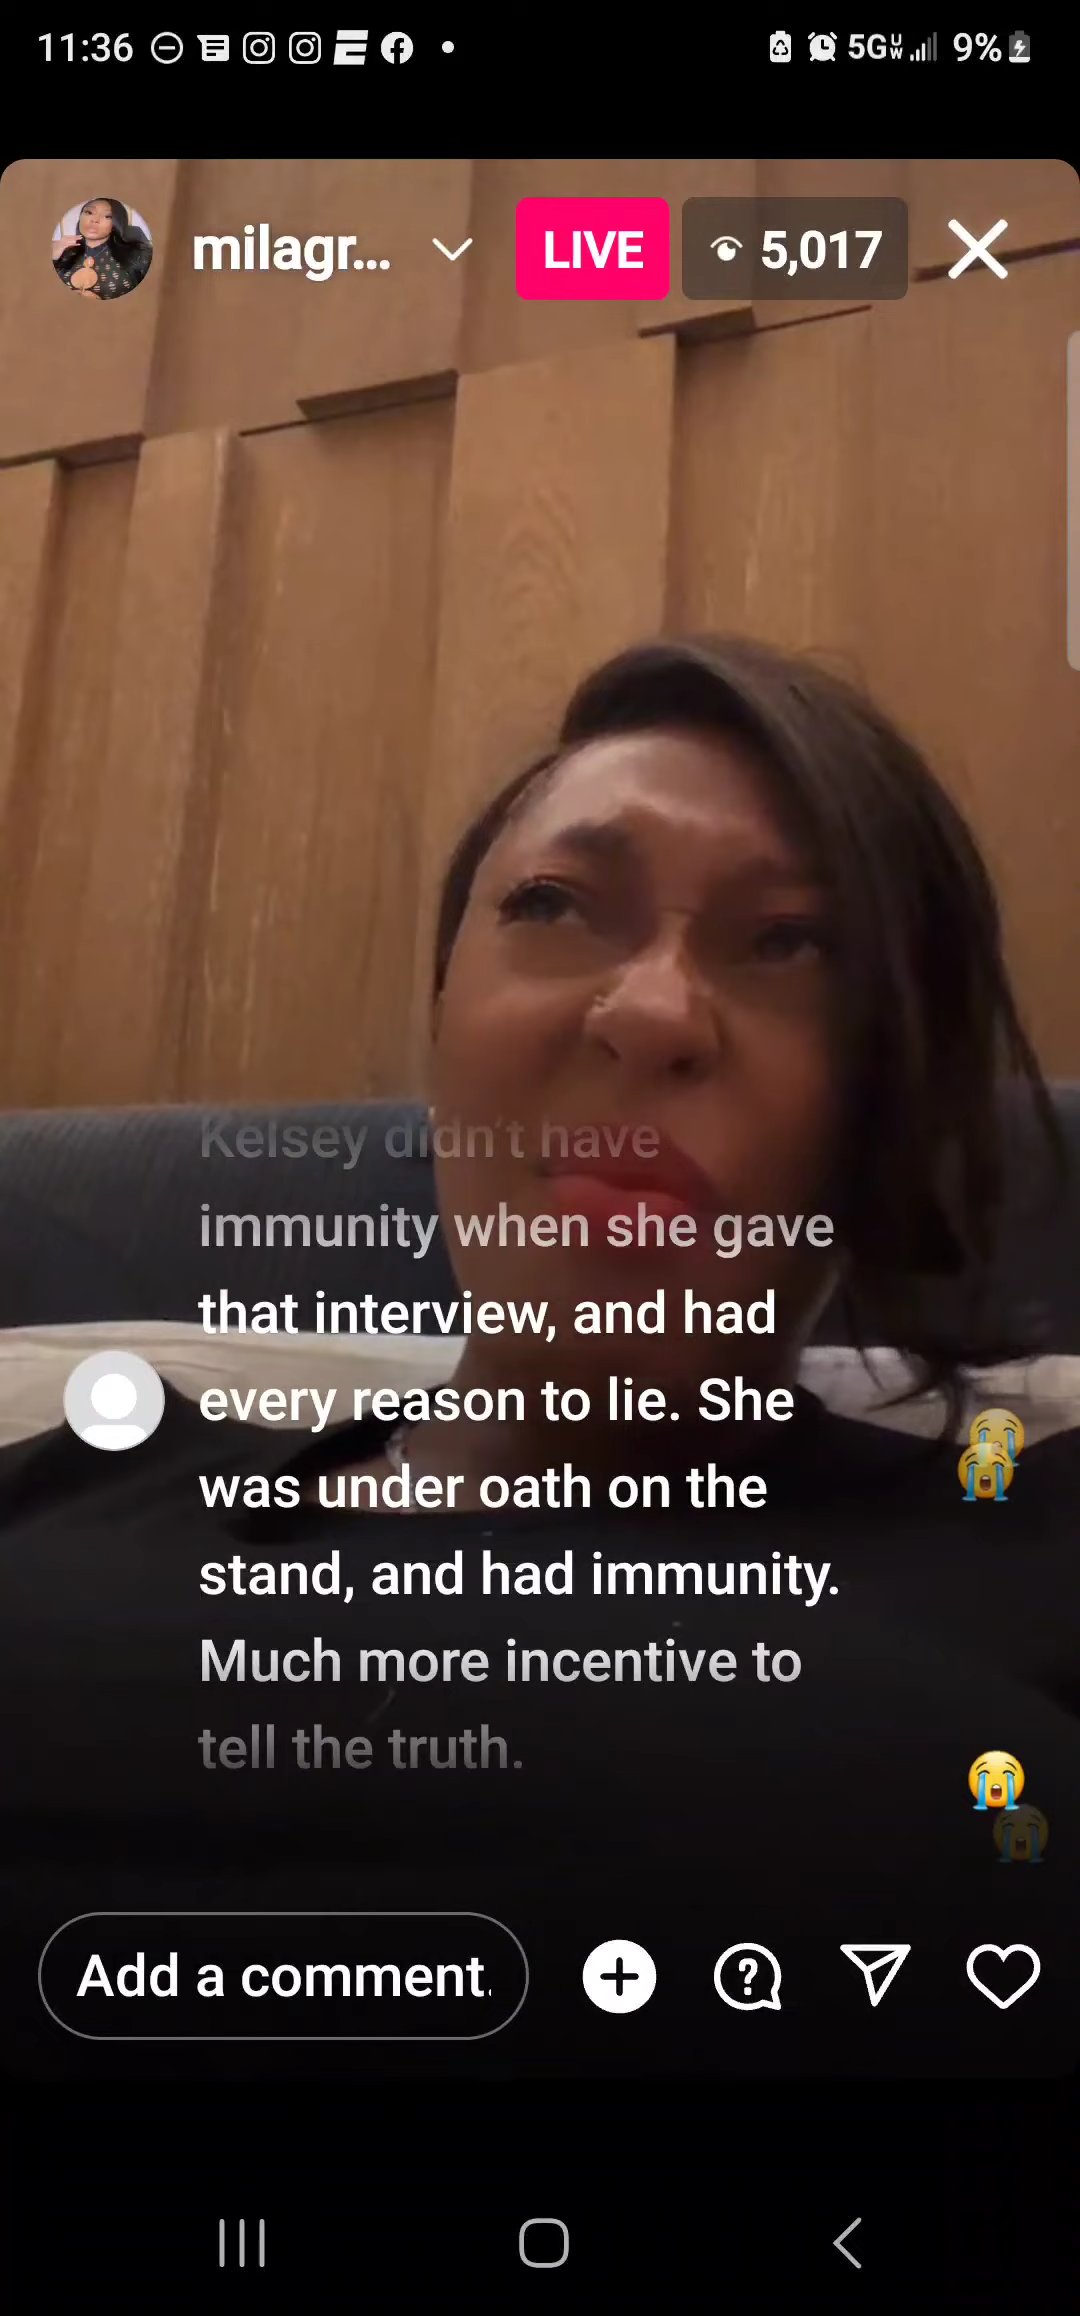 11:36
5G
9%
milagr...
LIVE
5,017
Kelsey didn't have
immunity when she gave
that interview, and had
every reason to lie. She
was under oath on the
stand, and had immunity.
Much more incentive to
tell the truth.
Add a comment.